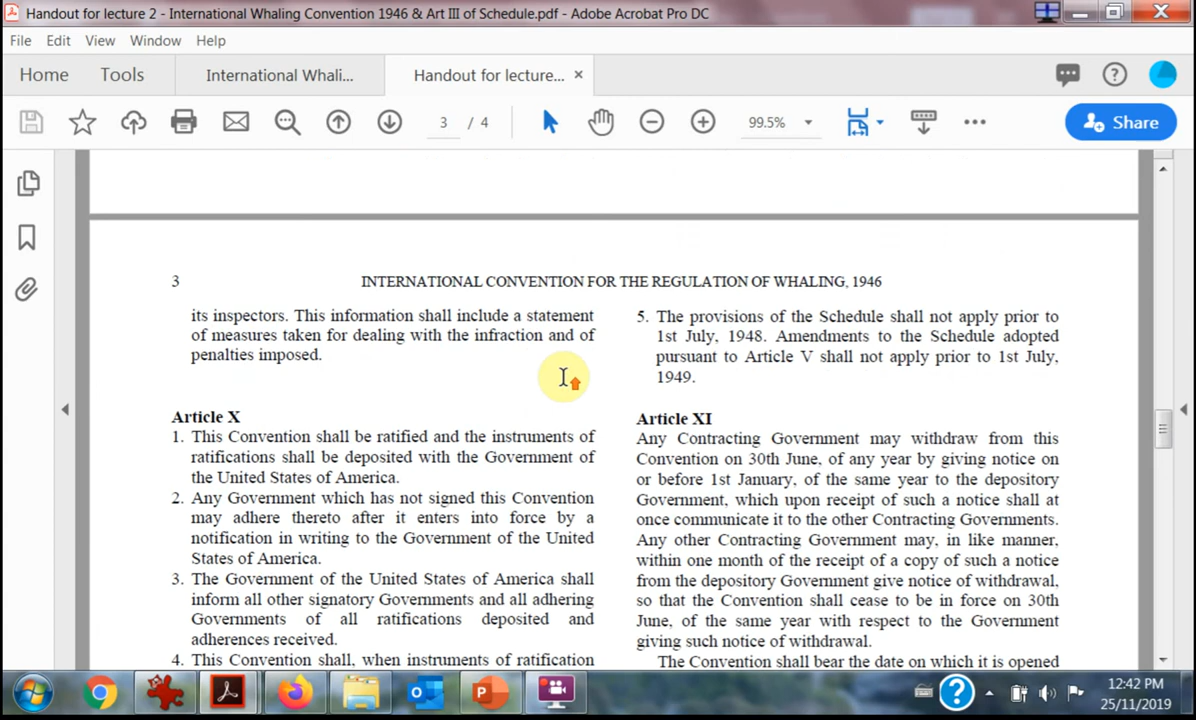 Handout for lecture 2 - International Whaling Convention 1946 & Art III of Schedule.pdf - Adobe Acrobat Pro DC
File Edit View Window Help
Home Tools International Whali... Handout for lecture... ×
3 / 4 99.5% Share
3 INTERNATIONAL CONVENTION FOR THE REGULATION OF WHALING, 1946
its inspectors. This information shall include a statement
of measures taken for dealing with the infraction and of
penalties imposed.
Article X
1. This Convention shall be ratified and the instruments of
ratifications shall be deposited with the Government of
the United States of America.
2. Any Government which has not signed this Convention
may adhere thereto after it enters into force by a
notification in writing to the Government of the United
States of America.
3. The Government of the United States of America shall
inform all other signatory Governments and all adhering
Governments of all ratifications deposited and
adherences received.
4. This Convention shall, when instruments of ratification
5. The provisions of the Schedule shall not apply prior to
1st July, 1948. Amendments to the Schedule adopted
pursuant to Article V shall not apply prior to 1st July,
1949.
Article XI
Any Contracting Government may withdraw from this
Convention on 30th June, of any year by giving notice on
or before 1st January, of the same year to the depository
Government, which upon receipt of such a notice shall at
once communicate it to the other Contracting Governments.
Any other Contracting Government may, in like manner,
within one month of the receipt of a copy of such a notice
from the depository Government give notice of withdrawal,
so that the Convention shall cease to be in force on 30th
June, of the same year with respect to the Government
giving such notice of withdrawal.
The Convention shall bear the date on which it is opened
12:42 PM
25/11/2019